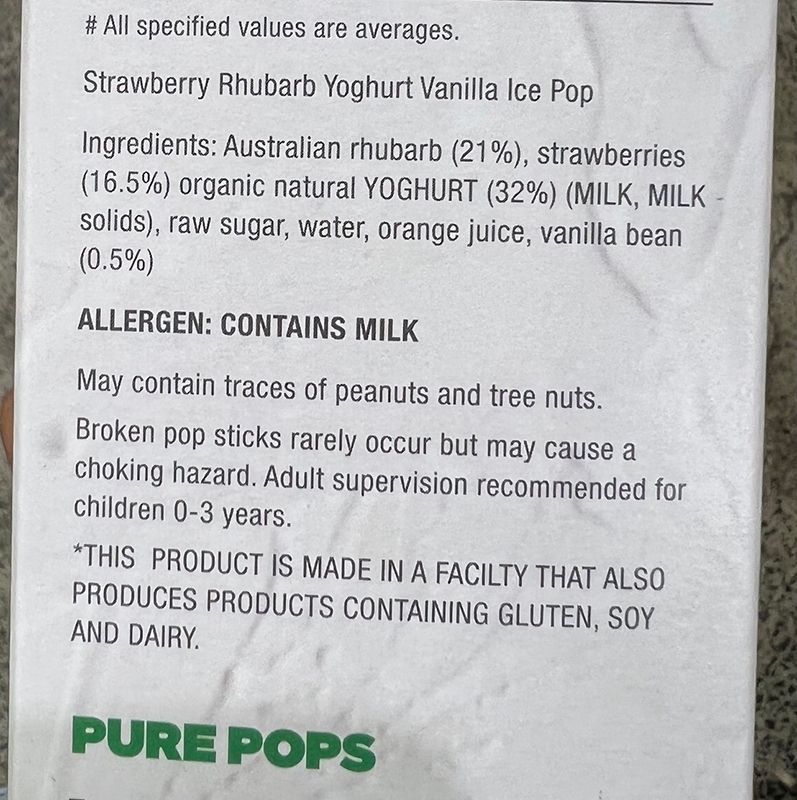 # All specified values are averages.
Strawberry Rhubarb Yoghurt Vanilla Ice Pop
Ingredients: Australian rhubarb (21%), strawberries
(16.5%) organic natural YOGHURT (32%) (MILK, MILK -
solids), raw sugar, water, orange juice, vanilla bean
(0.5%)
ALLERGEN: CONTAINS MILK
May contain traces of peanuts and tree nuts.
Broken pop sticks rarely occur but may cause a
choking hazard. Adult supervision recommended for
children 0-3 years.
*THIS PRODUCT IS MADE IN A FACILTY THAT ALSO
PRODUCES PRODUCTS CONTAINING GLUTEN, SOY
AND DAIRY.
PURE POPS